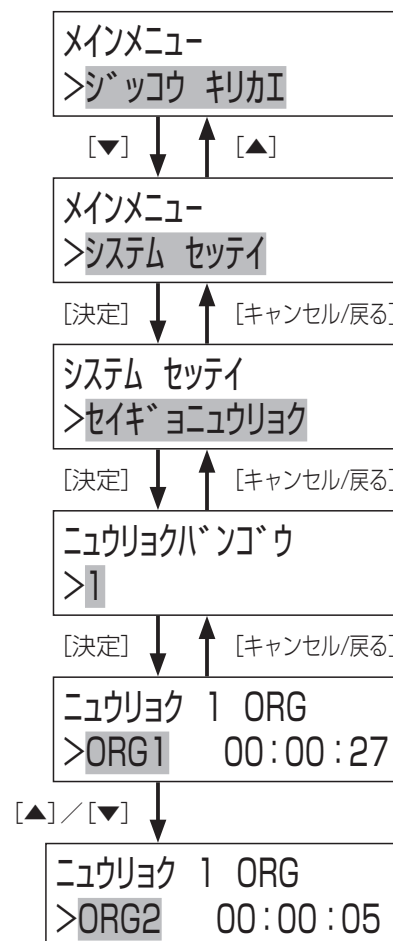 メインメニュー
>ジッコウ キリカエ
[▼] [▲]
メインメニュー
>システム セッテイ
[決定] [キャンセル/戻る]
システム セッテイ
>セイギョニュウリョク
[決定] [キャンセル/戻る]
ニュウリョクバンゴウ
>1
[決定] [キャンセル/戻る]
ニュウリョク 1 ORG
>ORG1 00:00:27
[▲]／[▼]
ニュウリョク 1 ORG
>ORG2 00:00:05